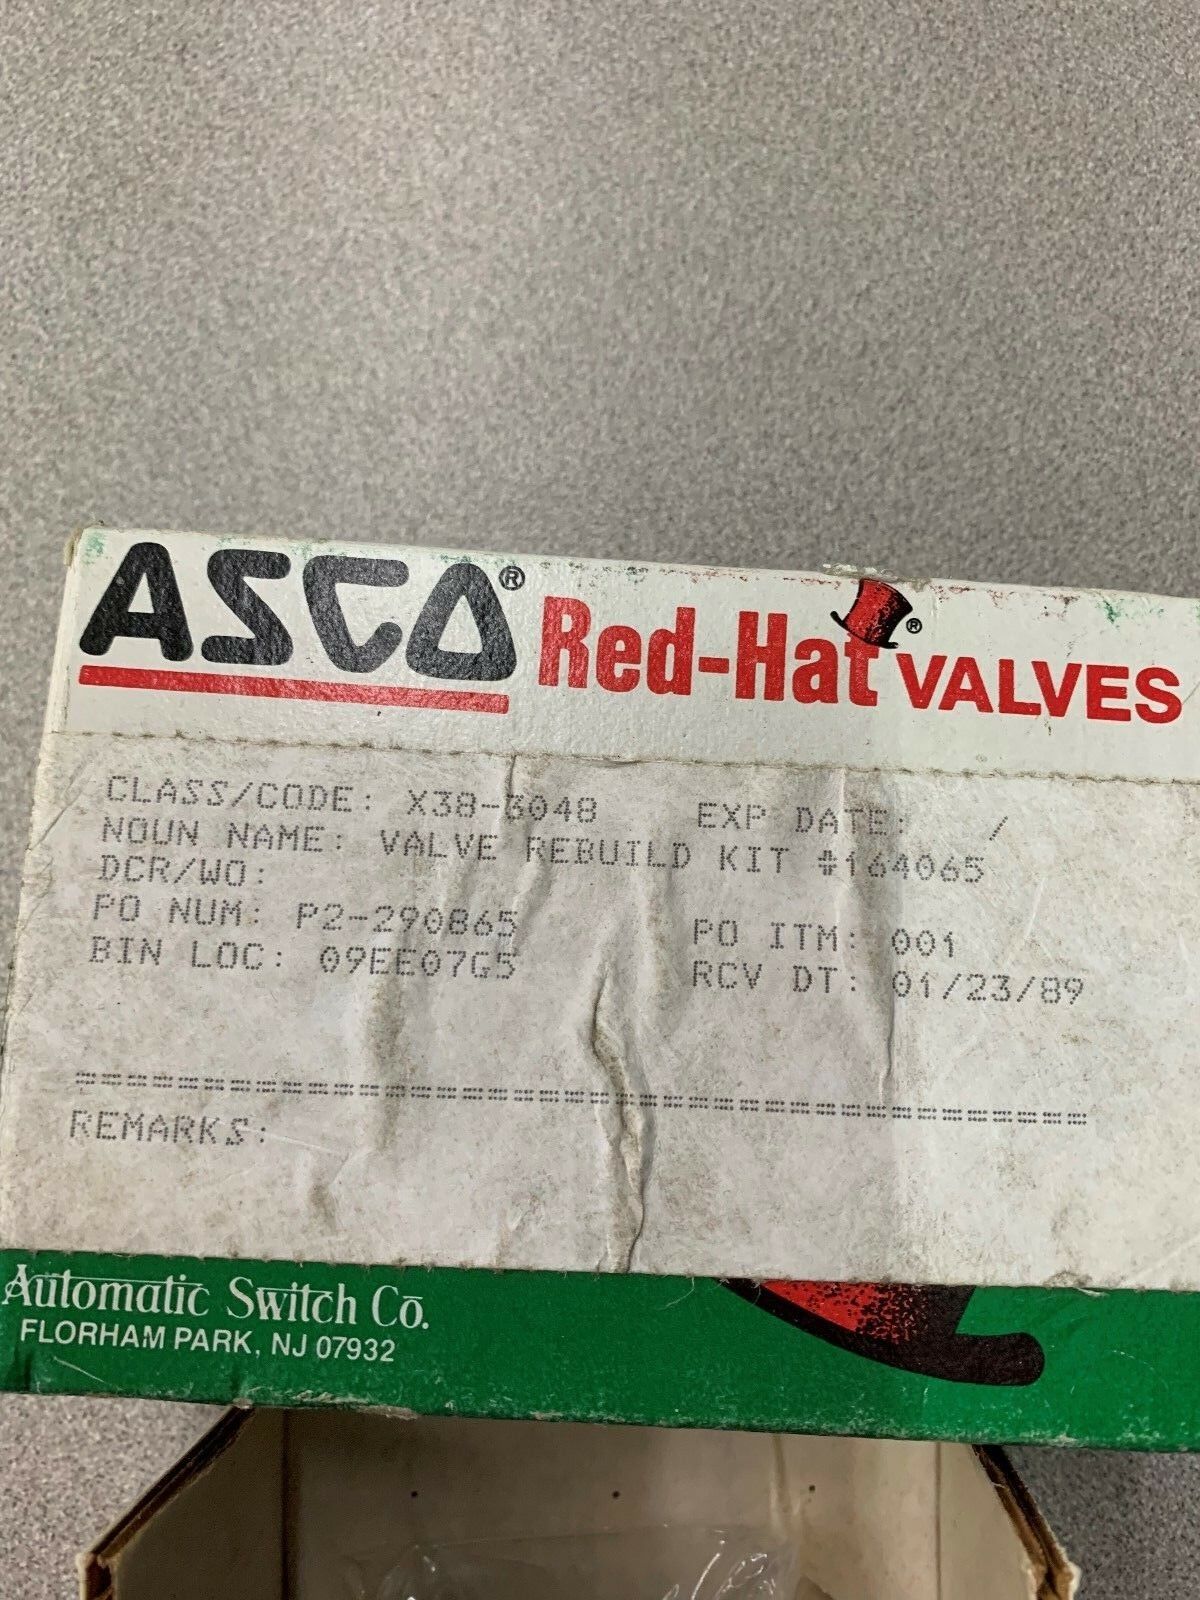 ASCO® Red-Hat® VALVES
CLASS/CODE: X38-3048 EXP DATE: /
NOUN NAME: VALVE REBUILD KIT #164065
DCR/WO:
PO NUM: P2-290865 PO ITM: 001
BIN LOC: 09EE07G5 RCV DT: 01/23/89
=======================================
REMARKS:
Automatic Switch Co.
FLORHAM PARK, NJ 07932